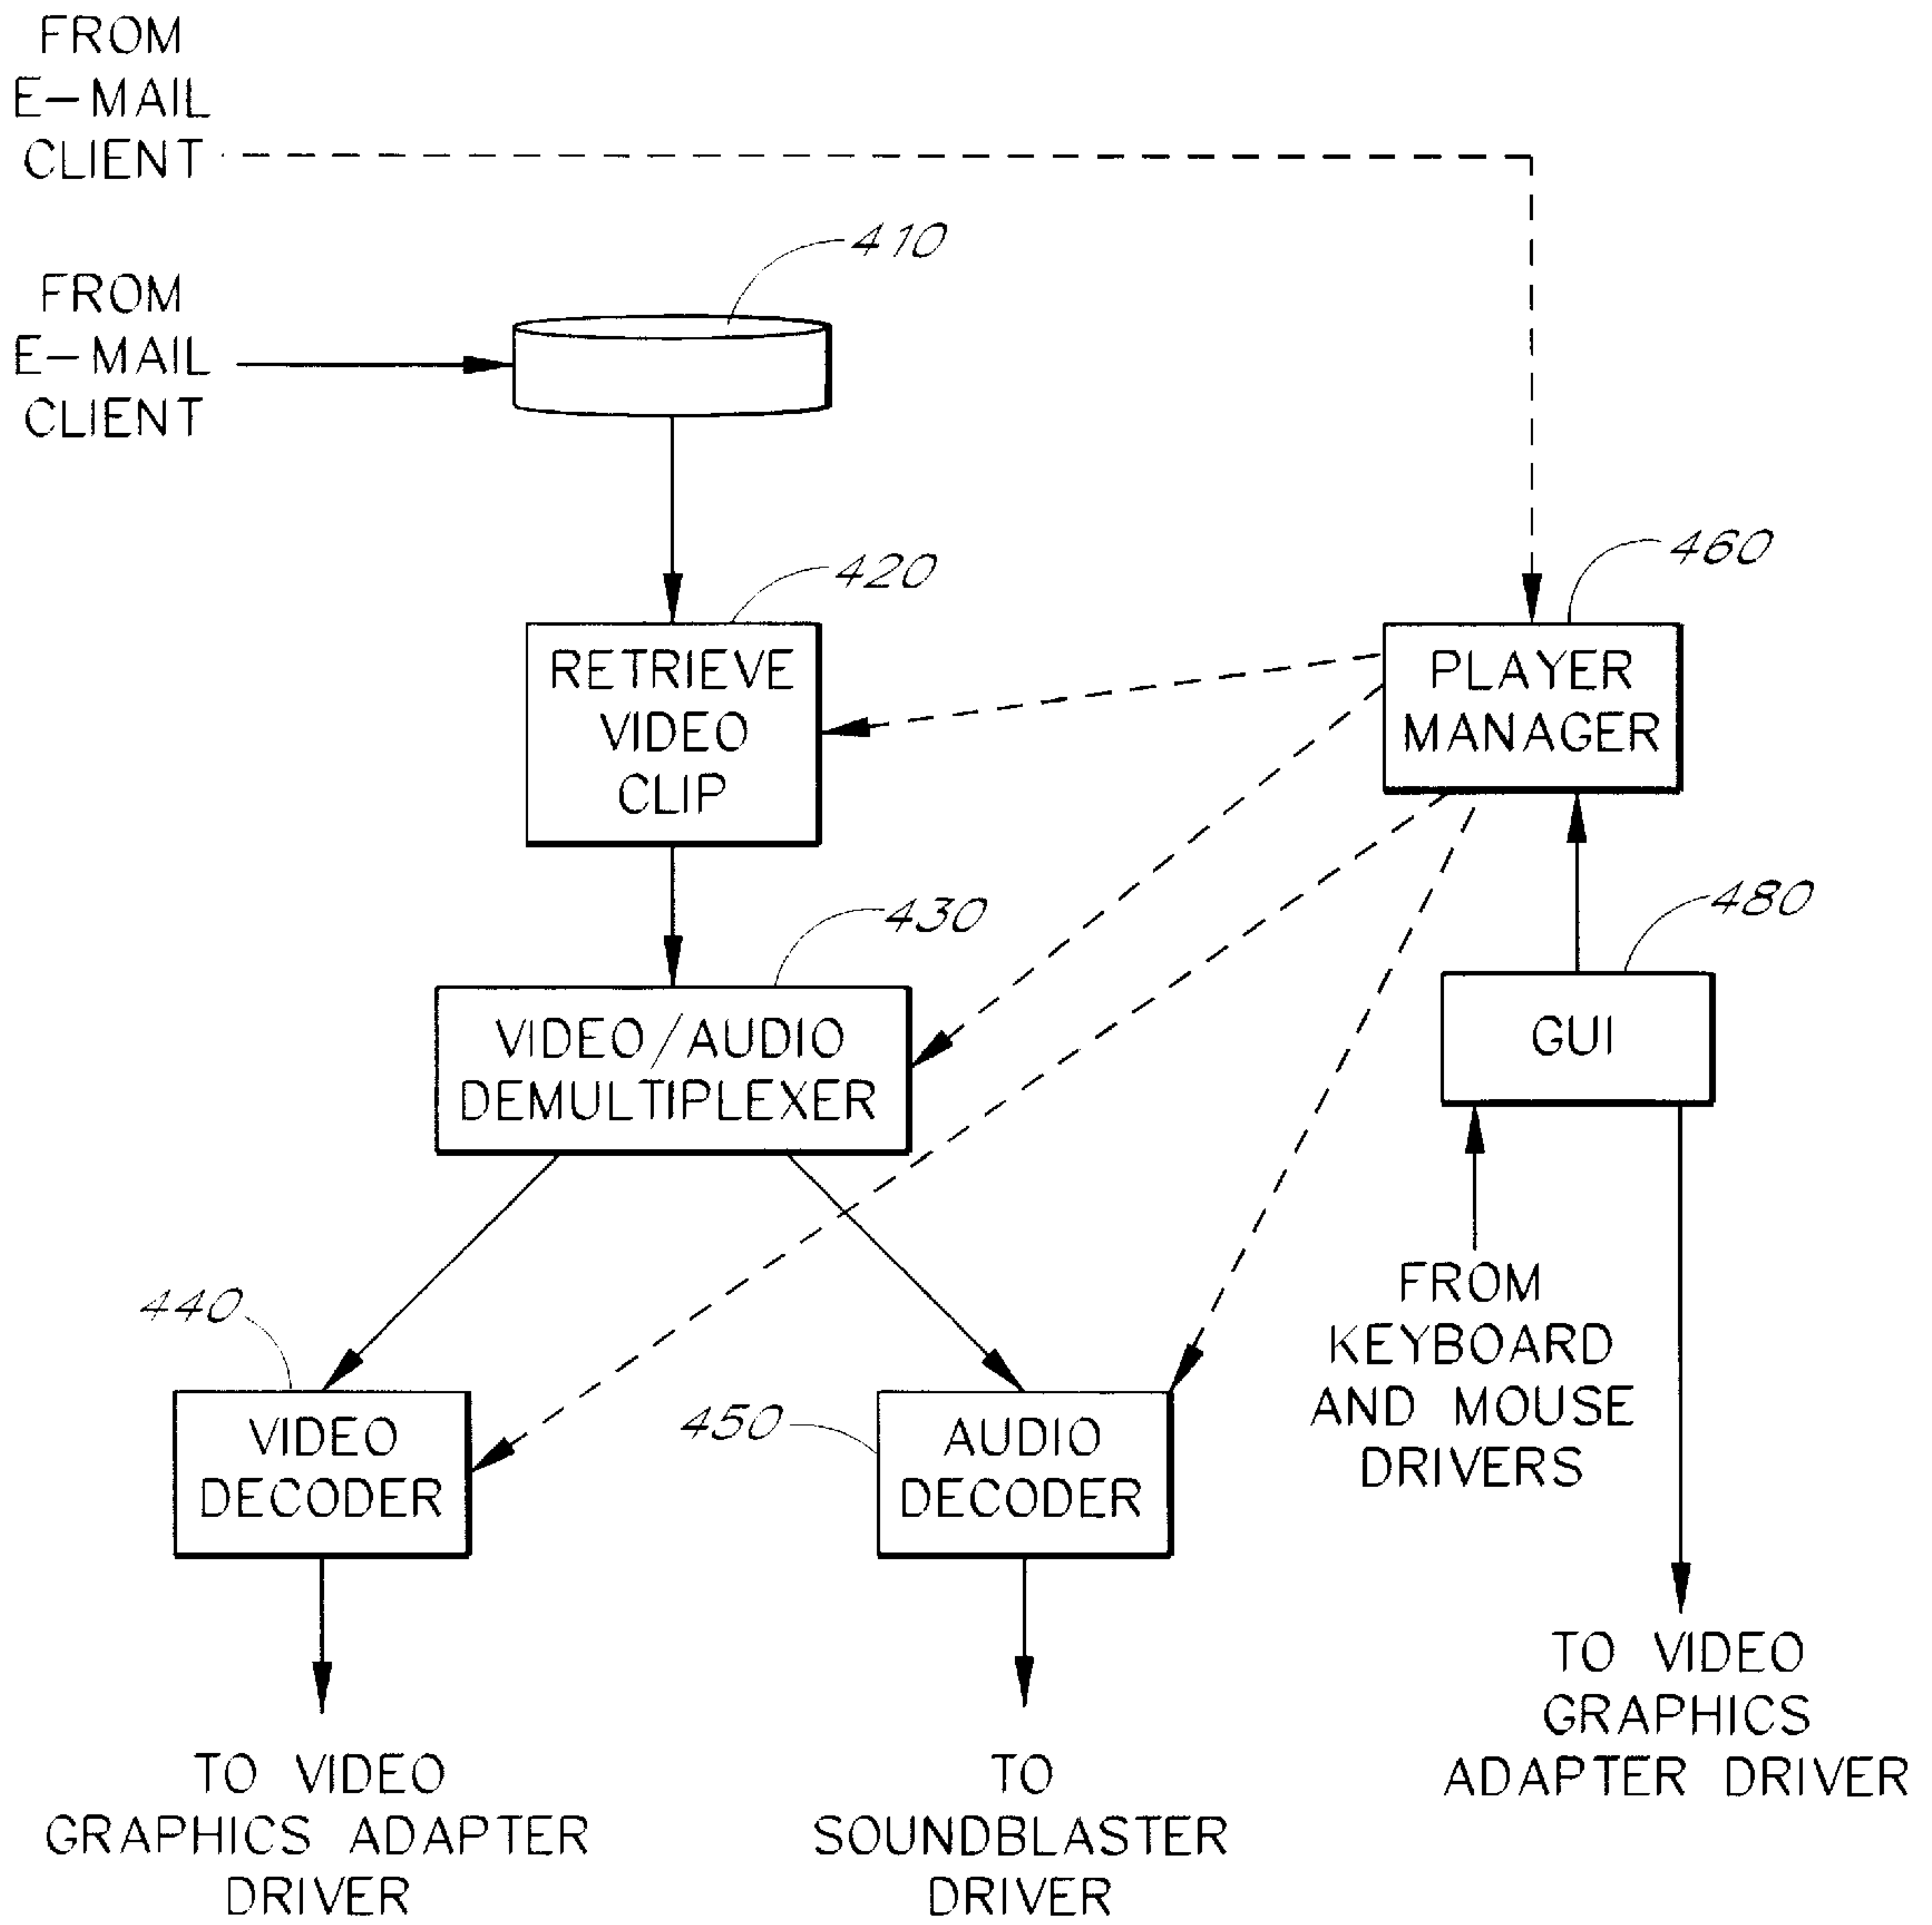 FROM
E-MAIL
CLIENT
410
FROM
E-MAIL
CLIENT
420
460
RETRIEVE
VIDEO
CLIP
PLAYER
MANAGER
430
480
VIDEO/AUDIO
DEMULTIPLEXER
GUI
FROM
KEYBOARD
AND MOUSE
DRIVERS
440
VIDEO
DECODER
450
AUDIO
DECODER
TO VIDEO
GRAPHICS
ADAPTER DRIVER
TO VIDEO
GRAPHICS ADAPTER
DRIVER
TO
SOUNDBLASTER
DRIVER